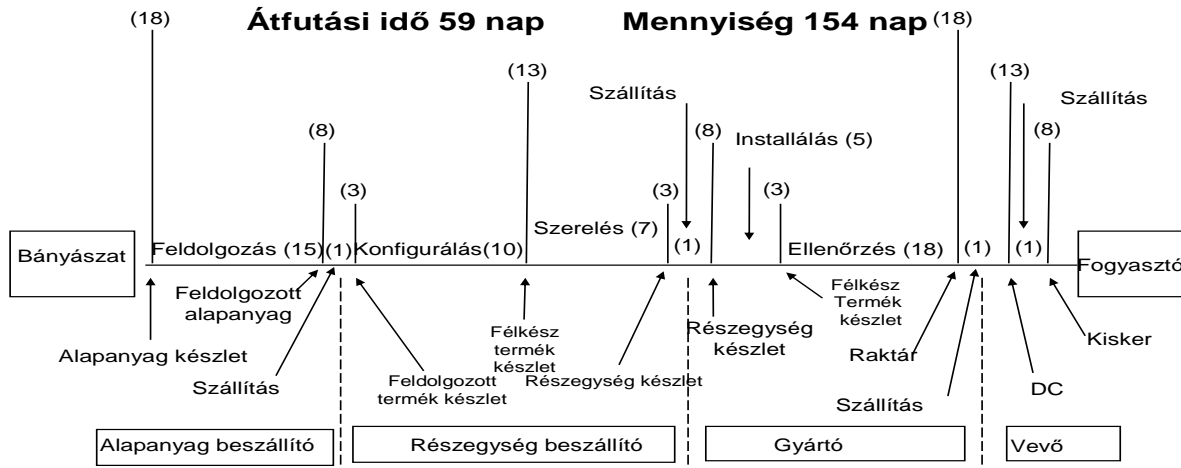 Átfutási idő 59 nap
Mennyiség 154 nap
(18)
(18)
(13)
(13)
Szállítás
Szállítás
(8)
(8)
(8)
Installálás (5)
(3)
(3)
(3)
Szerelés (7)
Bányászat
Feldolgozás (15)
(1)
Konfigurálás(10)
(1)
Ellenőrzés (18)
(1)
(1)
Fogyasztó
Feldolgozott
alapanyag
Alapanyag készlet
Szállítás
Feldolgozott
termék készlet
Félkész
termék
készlet
Részegység készlet
Részegység
készlet
Félkész
Termék
készlet
Raktár
Szállítás
DC
Kisker
Alapanyag beszállító
Részegység beszállító
Gyártó
Vevő